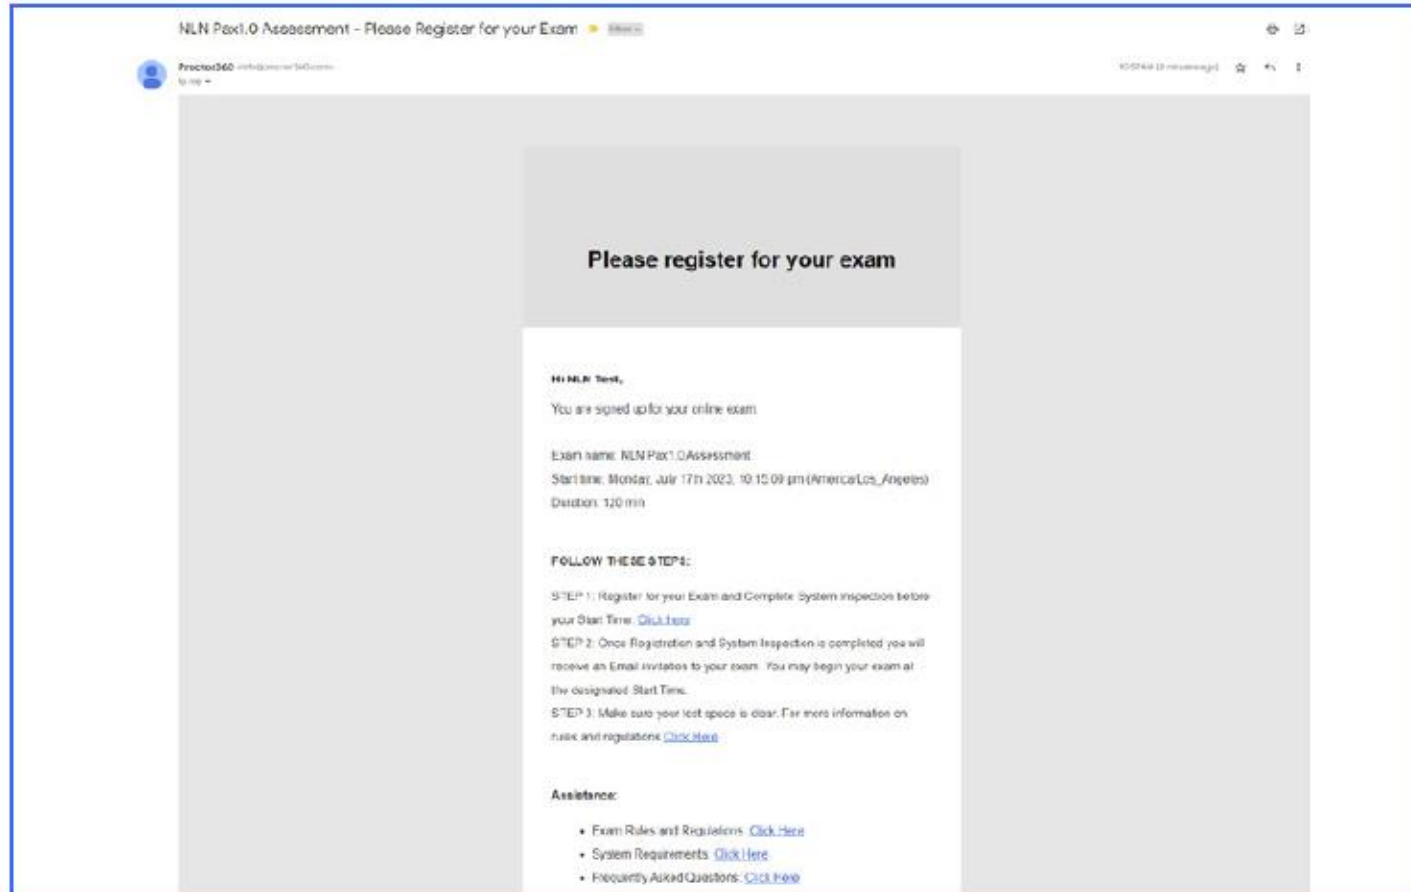 NLN Pax1.0 Assessment - Please Register for your Exam
Proctor360
to me
Please register for your exam
Hi NLN Test,
You are signed up for your online exam
Exam name: NLN Pax1.0 Assessment
Start time: Monday, July 17th 2023, 10:15:00 pm (America/Los_Angeles)
Duration: 120 min
FOLLOW THESE STEPS:
STEP 1: Register for your Exam and Complete System Inspection before
your Start Time. Click Here
STEP 2: Once Registration and System Inspection is completed you will
receive an Email invitation to your exam. You may begin your exam at
the designated Start Time.
STEP 3: Make sure your test space is clear. For more information on
rules and regulations Click Here
Assistance:
• Exam Rules and Regulations: Click Here
• System Requirements: Click Here
• Frequently Asked Questions: Click Here